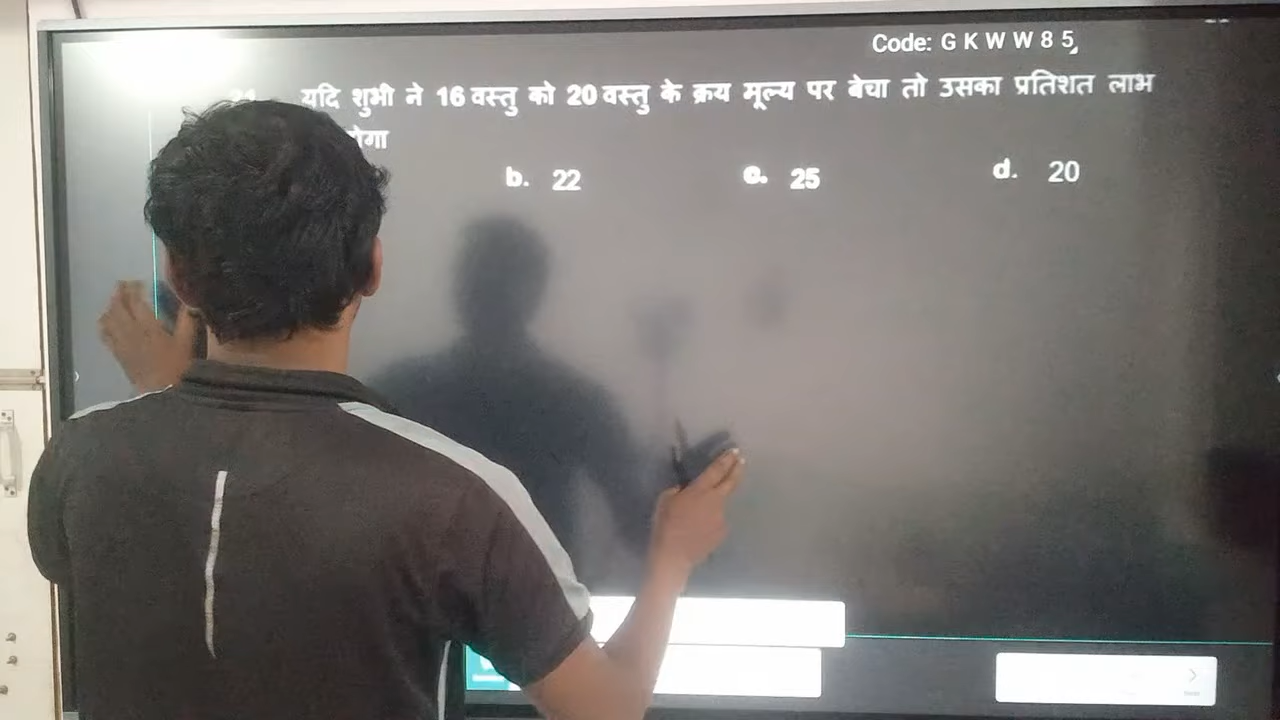 Code: G K W W 8 5
यदि शुभी ने 16 वस्तु को 20 वस्तु के क्रय मूल्य पर बेचा तो उसका प्रतिशत लाभ
b. 22 c. 25 d. 20